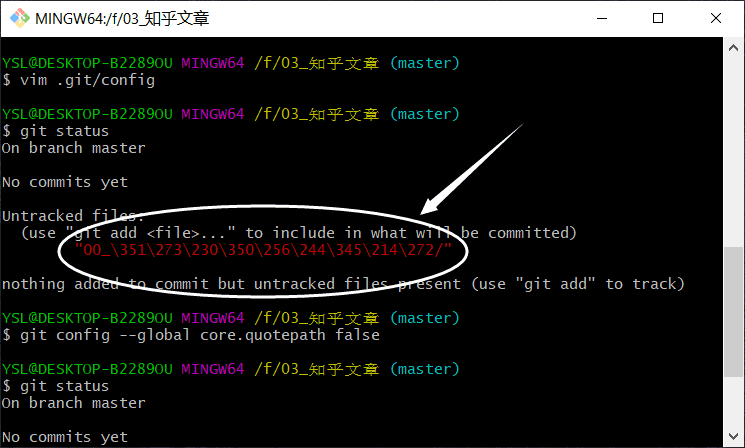 MINGW64:/f/03_知乎文章
YSL@DESKTOP-B2289OU MINGW64 /f/03_知乎文章 (master)
$ vim .git/config
YSL@DESKTOP-B2289OU MINGW64 /f/03_知乎文章 (master)
$ git status
On branch master
No commits yet
Untracked files:
(use "git add <file>..." to include in what will be committed)
"00_\351\273\230\350\256\244\345\214\272/"
nothing added to commit but untracked files present (use "git add" to track)
YSL@DESKTOP-B2289OU MINGW64 /f/03_知乎文章 (master)
$ git config --global core.quotepath false
YSL@DESKTOP-B2289OU MINGW64 /f/03_知乎文章 (master)
$ git status
On branch master
No commits yet